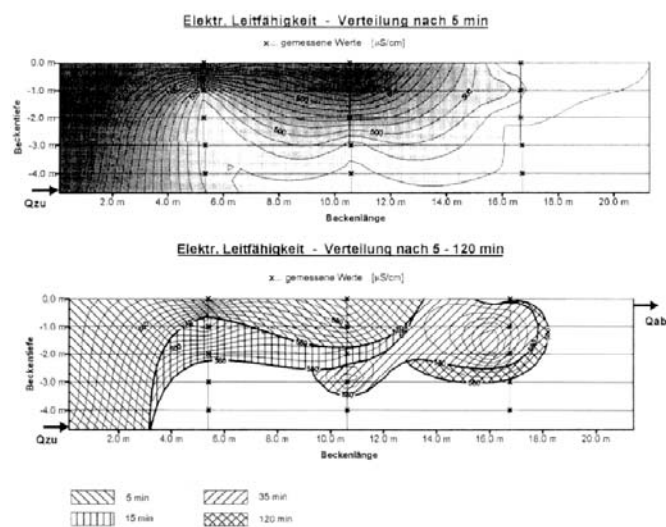 Elektr. Leitfähigkeit - Verteilung nach 5 min
x... gemessene Werte [µS/cm]
Beckentiefe
0.0 m
-1.0 m
-2.0 m
-3.0 m
-4.0 m
500
500
500
Qzu
2.0 m 4.0 m 6.0 m 8.0 m 10.0 m 12.0 m 14.0 m 16.0 m 18.0 m 20.0 m
Beckenlänge
Elektr. Leitfähigkeit - Verteilung nach 5 - 120 min
x... gemessene Werte [µS/cm]
Beckentiefe
0.0 m
-1.0 m
-2.0 m
-3.0 m
-4.0 m
Qab
500
500
Qzu
2.0 m 4.0 m 6.0 m 8.0 m 10.0 m 12.0 m 14.0 m 16.0 m 18.0 m 20.0 m
Beckenlänge
5 min
35 min
15 min
120 min